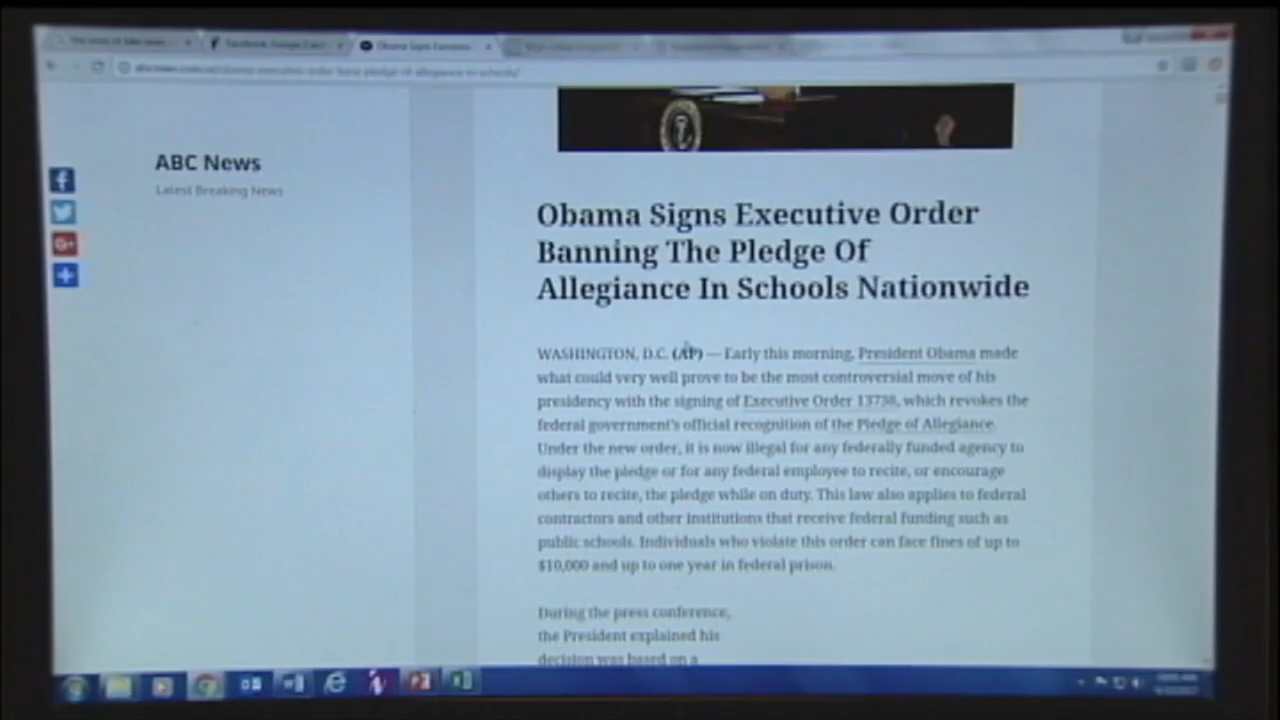 Obama Signs Executive
ABC News
Latest Breaking News
Obama Signs Executive Order
Banning The Pledge Of
Allegiance In Schools Nationwide
WASHINGTON, D.C. (AP) — Early this morning, President Obama made
what could very well prove to be the most controversial move of his
presidency with the signing of Executive Order 13738, which revokes the
federal government's official recognition of the Pledge of Allegiance.
Under the new order, it is now illegal for any federally funded agency to
display the pledge or for any federal employee to recite, or encourage
others to recite, the pledge while on duty. This law also applies to federal
contractors and other institutions that receive federal funding such as
public schools. Individuals who violate this order can face fines of up to
$10,000 and up to one year in federal prison.
During the press conference,
the President explained his
decision was based on a